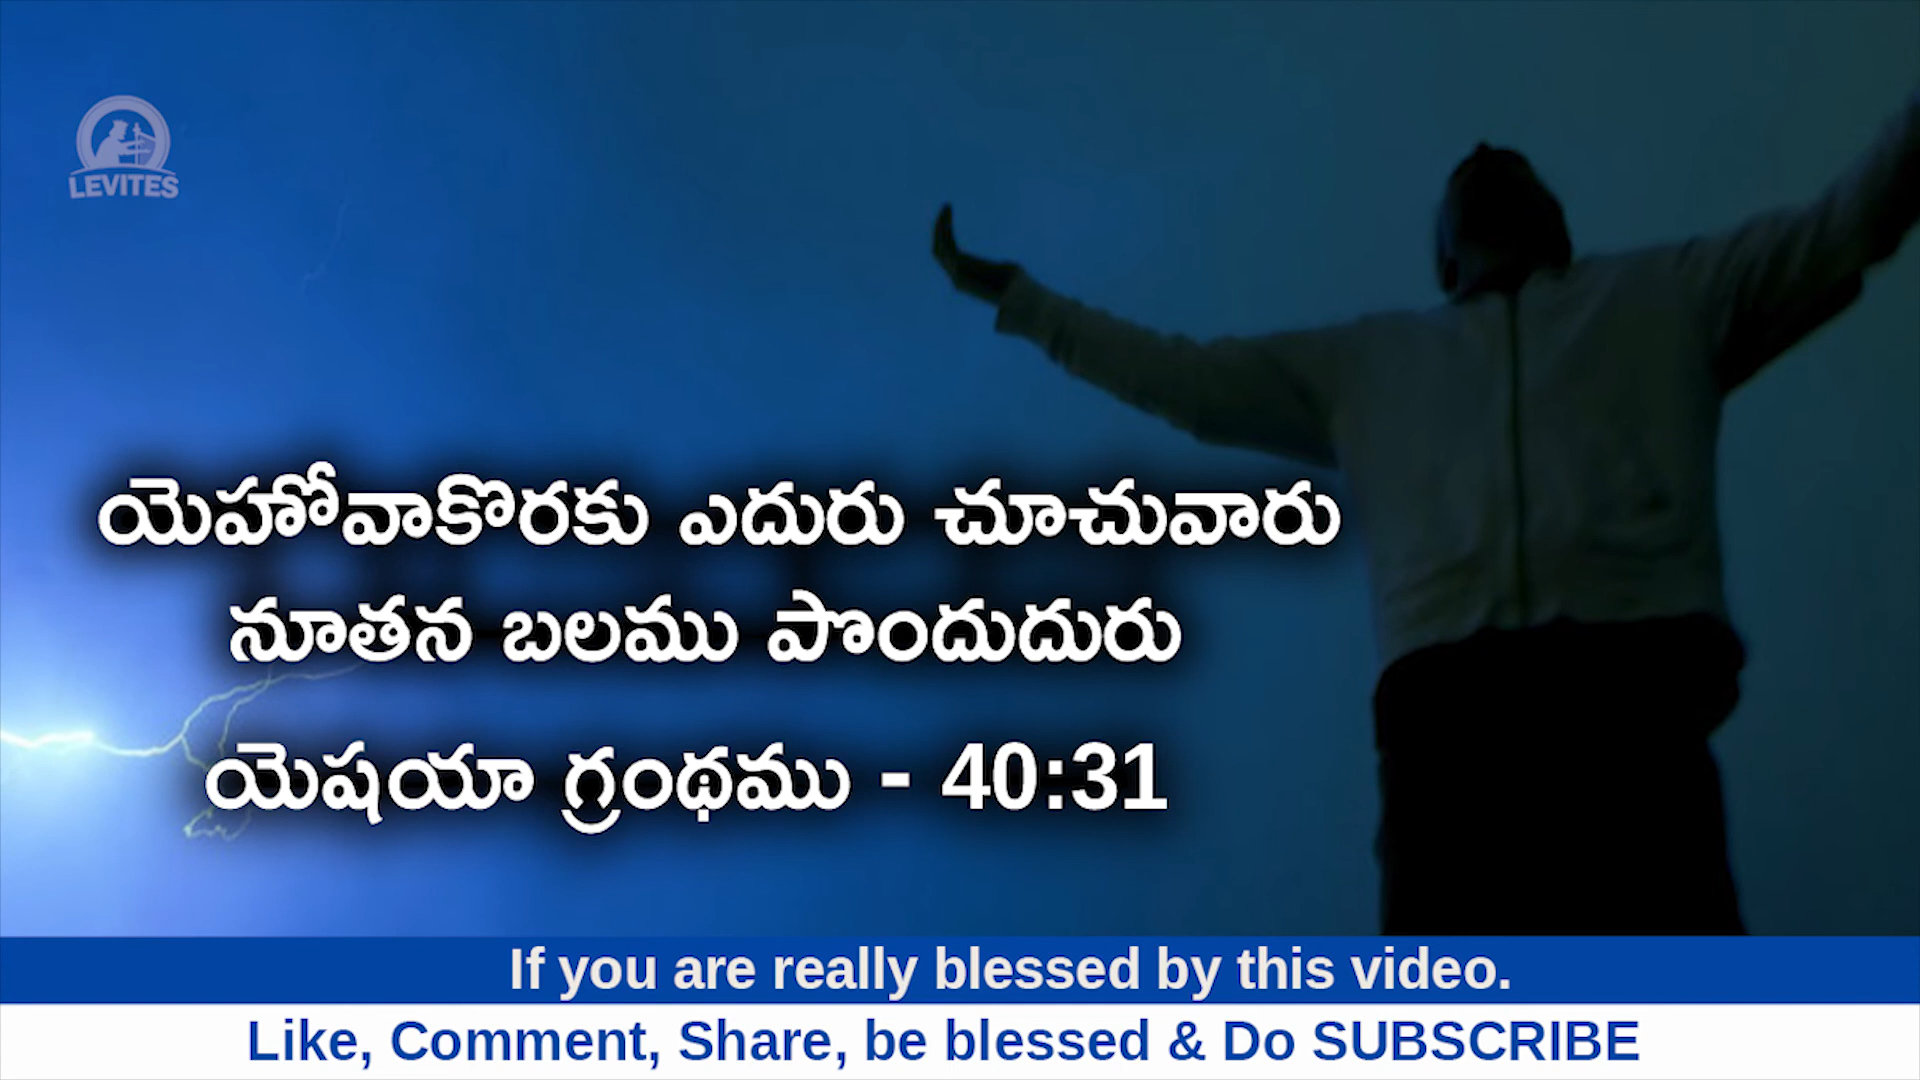 LEVITES
యెహోవాకొరకు ఎదురు చూచువారు
నూతన బలము పొందుదురు
యెషయా గ్రంథము - 40:31
If you are really blessed by this video.
Like, Comment, Share, be blessed & Do SUBSCRIBE